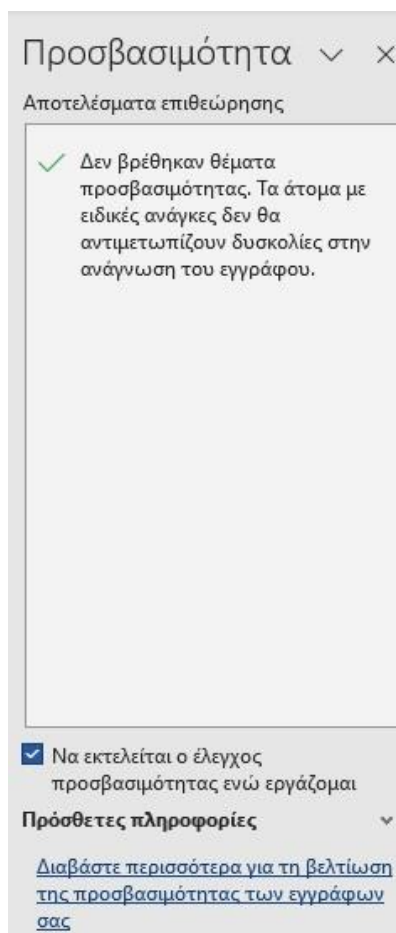 Προσβασιμότητα
Αποτελέσματα επιθεώρησης
Δεν βρέθηκαν θέματα
προσβασιμότητας. Τα άτομα με
ειδικές ανάγκες δεν θα
αντιμετωπίζουν δυσκολίες στην
ανάγνωση του εγγράφου.
Να εκτελείται ο έλεγχος
προσβασιμότητας ενώ εργάζομαι
Πρόσθετες πληροφορίες
Διαβάστε περισσότερα για τη βελτίωση
της προσβασιμότητας των εγγράφων
σας